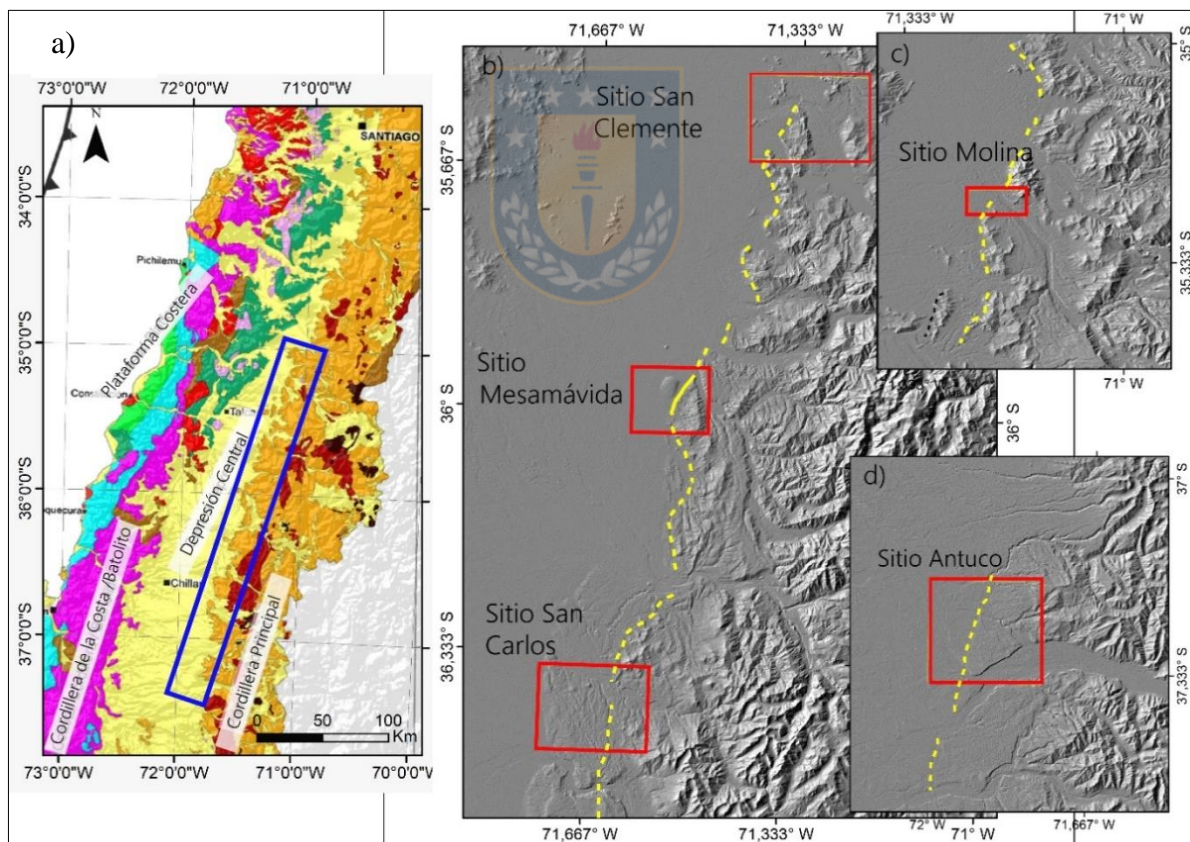 a)
73°0'0"W
72°0'0"W
71°0'0"W
34°0'0"S
35°0'0"S
36°0'0"S
37°0'0"S
SANTIAGO
Pichilemu
Plataforma Costera
Talca
Depresión Central
Chillan
Cordillera de la Costa /Batolito
Cordillera Principal
0 50 100
Km
73°0'0"W
72°0'0"W
71°0'0"W
70°0'0"W
b)
71,667° W
71,333° W
35,667° S
36° S
36,333° S
Sitio San
Clemente
Sitio
Mesamávida
Sitio San
Carlos
36° S
71,667° W
71,333° W
c)
71,333° W
71° W
35° S
35,333° S
Sitio Molina
71° W
d)
37° S
37,333° S
Sitio Antuco
72° W
71° W
71,667° W